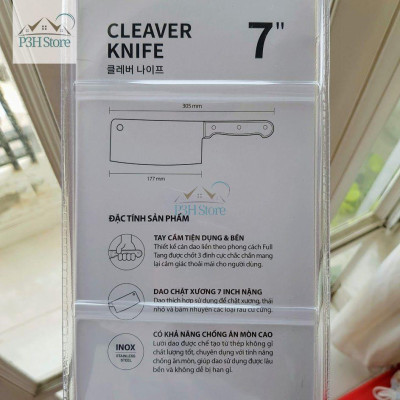 P3H Store
CLEAVER
KNIFE
7"
클레버 나이프
305 mm
177 mm
P3H Store
ĐẶC TÍNH SẢN PHẨM
TAY CẦM TIỆN DỤNG & BỀN
Thiết kế cán dao liên theo phong cách Full
Tang được chốt 3 đinh cực chắc chắn mang
lại cảm giác thoải mái cho người dùng.
DAO CHẶT XƯƠNG 7 INCH NẶNG
Dao thích hợp sử dụng để chặt xương, thái
nhỏ và băm nhuyễn các loại rau củ cứng.
INOX
STAINLESS
STEEL
CÓ KHẢ NĂNG CHỐNG ĂN MÒN CAO
Lưỡi dao được chế tạo từ thép không gỉ
chất lượng tốt, chuyên dụng với tính năng
chống ăn mòn, giúp dao sử dụng được lâu
bền và không dễ bị han gỉ.